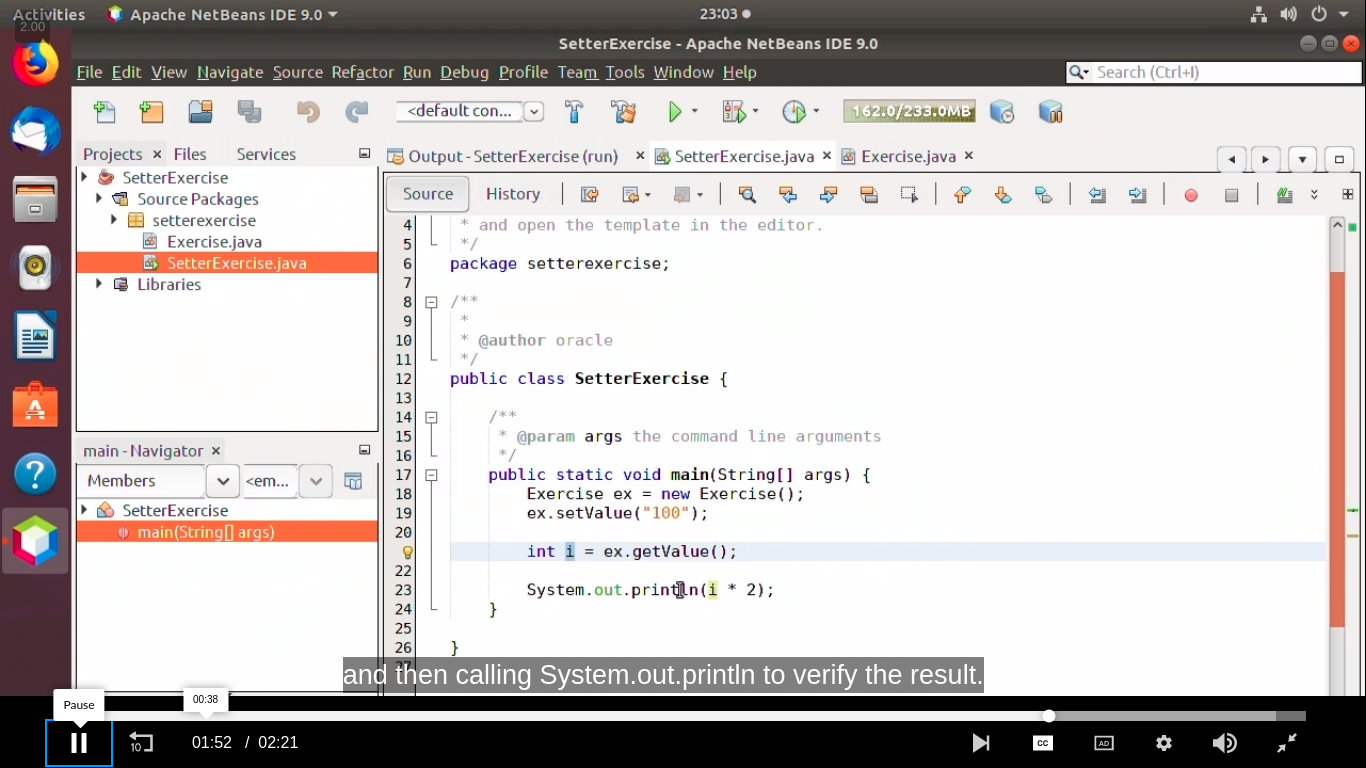 Activities Apache NetBeans IDE 9.0 23:03
2.00
SetterExercise - Apache NetBeans IDE 9.0
File Edit View Navigate Source Refactor Run Debug Profile Team Tools Window Help Search (Ctrl+I)
<default con... 162.0/233.0MB
Projects Files Services
Output - SetterExercise (run) SetterExercise.java Exercise.java
SetterExercise
Source Packages
setterexercise
Exercise.java
SetterExercise.java
Libraries
Source History
4 * and open the template in the editor.
5 */
6 package setterexercise;
7
8 /**
9 *
10 * @author oracle
11 */
12 public class SetterExercise {
13
14 /**
15 * @param args the command line arguments
16 */
17 public static void main(String[] args) {
18 Exercise ex = new Exercise();
19 ex.setValue("100");
20
int i = ex.getValue();
22
23 System.out.println(i * 2);
24 }
25
26 }
27
main - Navigator
Members <em...
SetterExercise
main(String[] args)
and then calling System.out.println to verify the result.
Pause
00:38
10 01:52 / 02:21
CC AD